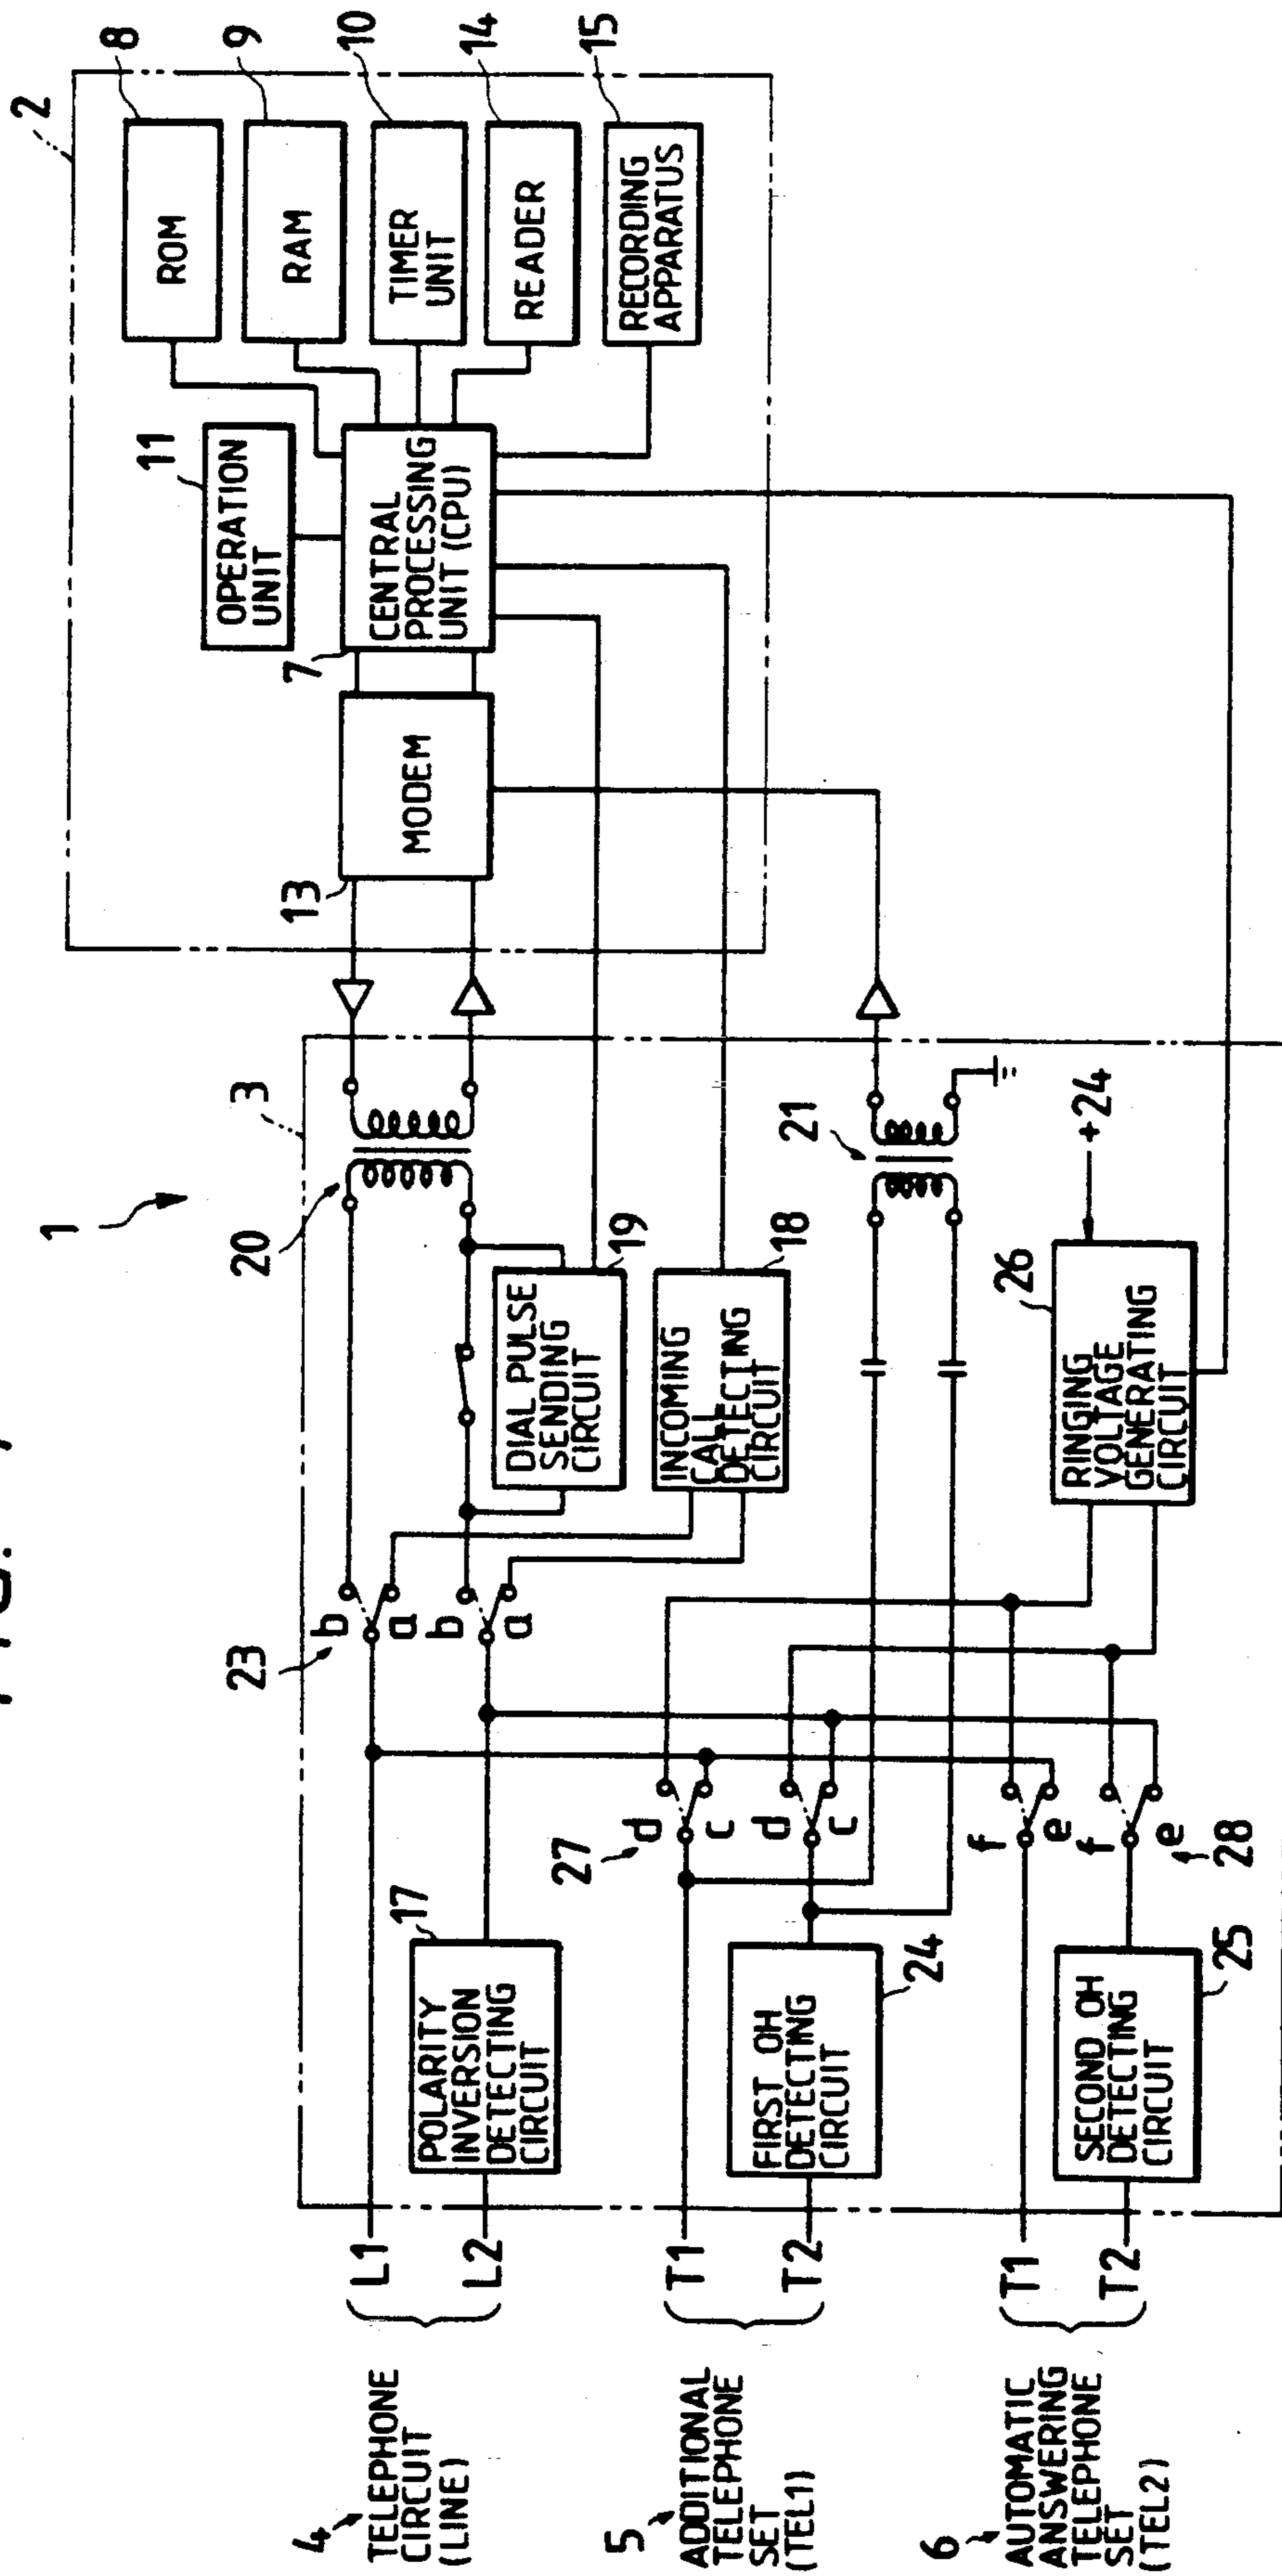 1
2
ROM
8
RAM
9
TIMER
UNIT
10
READER
14
RECORDING
APPARATUS
15
OPERATION
UNIT
11
CENTRAL
PROCESSING
UNIT (CPU)
7
MODEM
13
3
20
DIAL PULSE
SENDING
CIRCUIT
19
INCOMING
CALL
DETECTING
CIRCUIT
18
21
+24
RINGING
VOLTAGE
GENERATING
CIRCUIT
26
23
b
a
b
a
27
d
c
d
c
f
e
f
e
28
POLARITY
INVERSION
DETECTING
CIRCUIT
17
FIRST OH
DETECTING
CIRCUIT
24
SECOND OH
DETECTING
CIRCUIT
25
L1
L2
T1
T2
T1
T2
4
TELEPHONE
CIRCUIT
(LINE)
5
ADDITIONAL
TELEPHONE
SET
(TEL1)
6
AUTOMATIC
ANSWERING
TELEPHONE
SET
(TEL2)